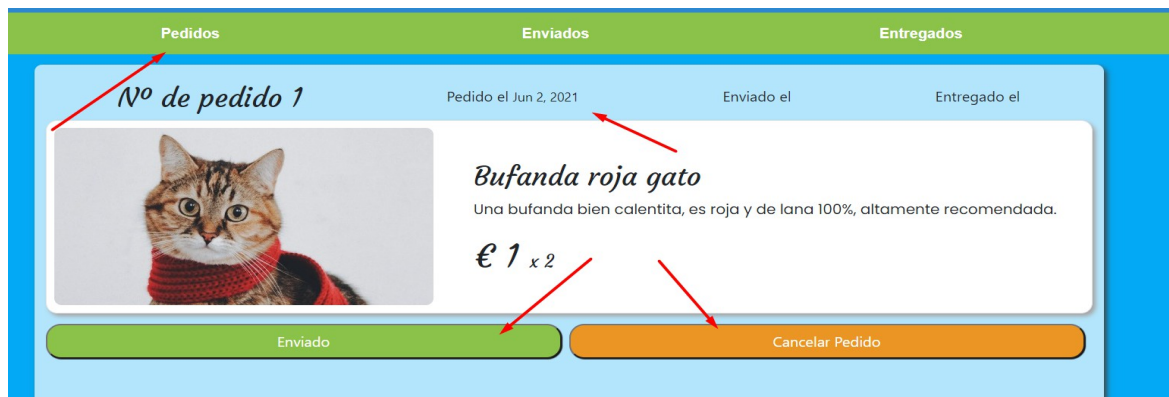 Pedidos Enviados Entregados
Nº de pedido 1 Pedido el Jun 2, 2021 Enviado el Entregado el
Bufanda roja gato
Una bufanda bien calentita, es roja y de lana 100%, altamente recomendada.
€ 1 x 2
Enviado Cancelar Pedido